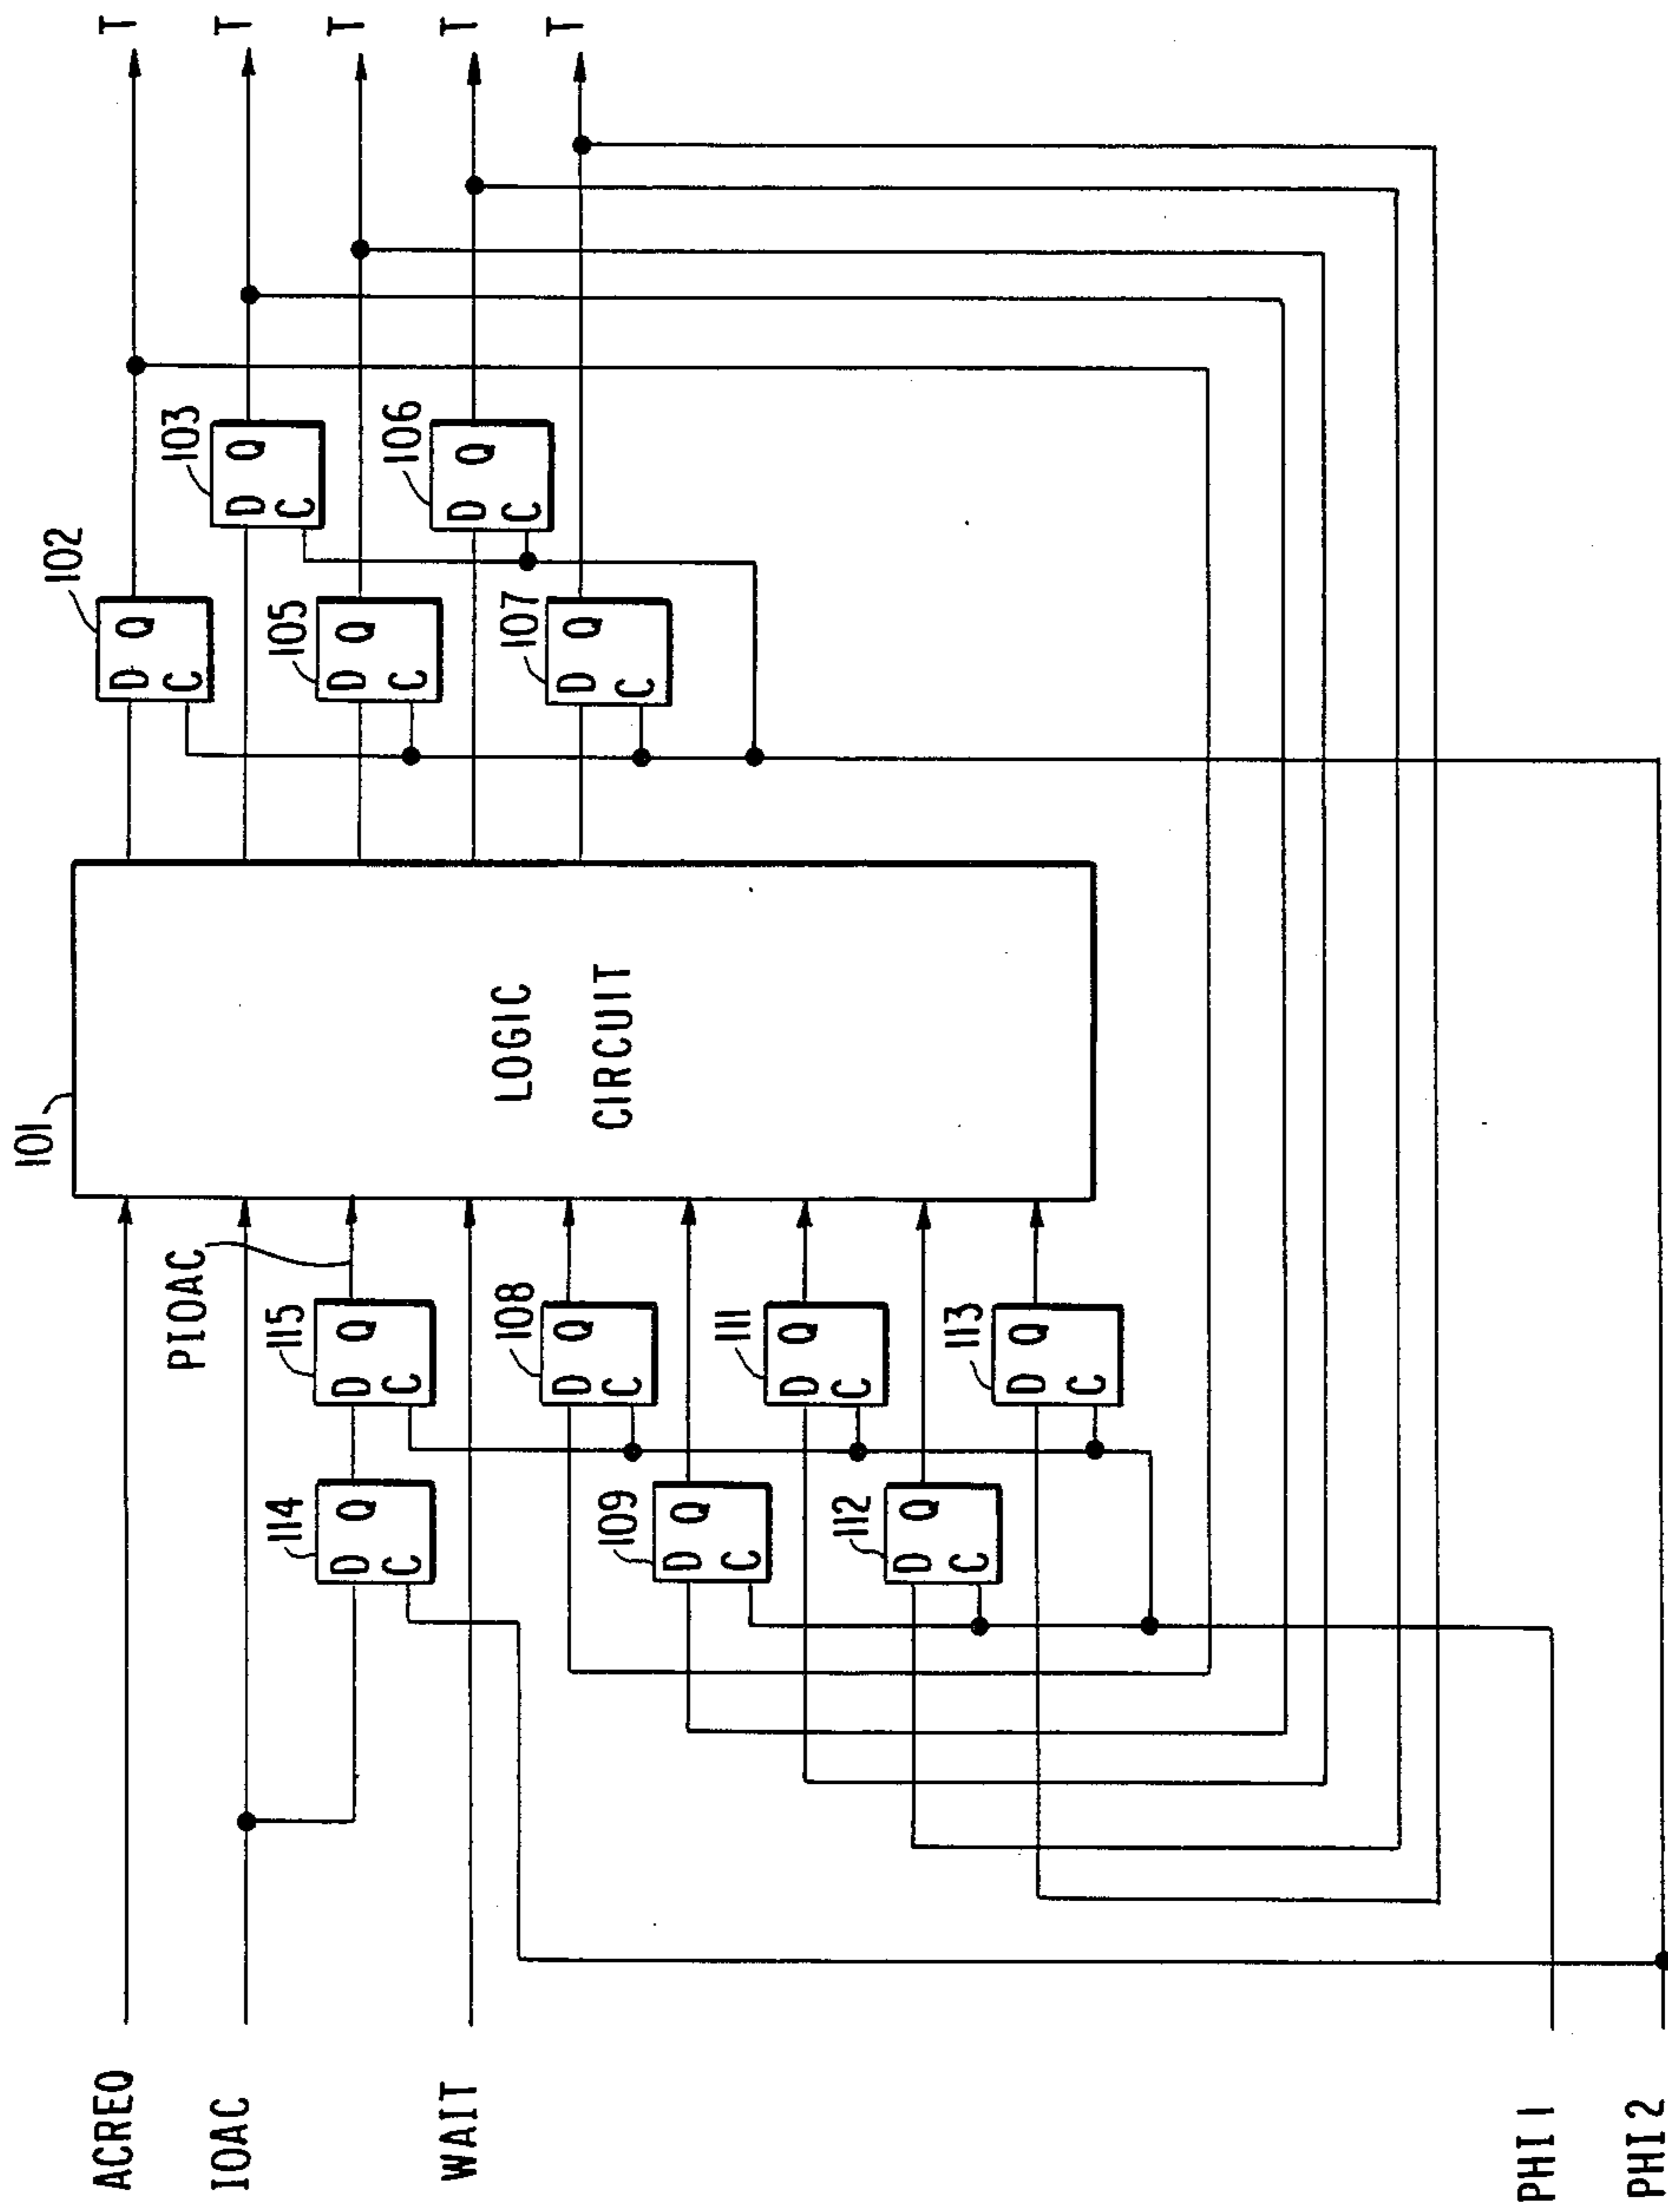 ACREQ
IOAC
WAIT
PHI 1
PHI 2
PIOAC
101
LOGIC
CIRCUIT
114
D Q
C
115
D Q
C
108
D Q
C
109
D Q
C
111
D Q
C
112
D Q
C
113
D Q
C
102
D Q
C
103
D Q
C
105
D Q
C
106
D Q
C
107
D Q
C
T
T
T
T
T